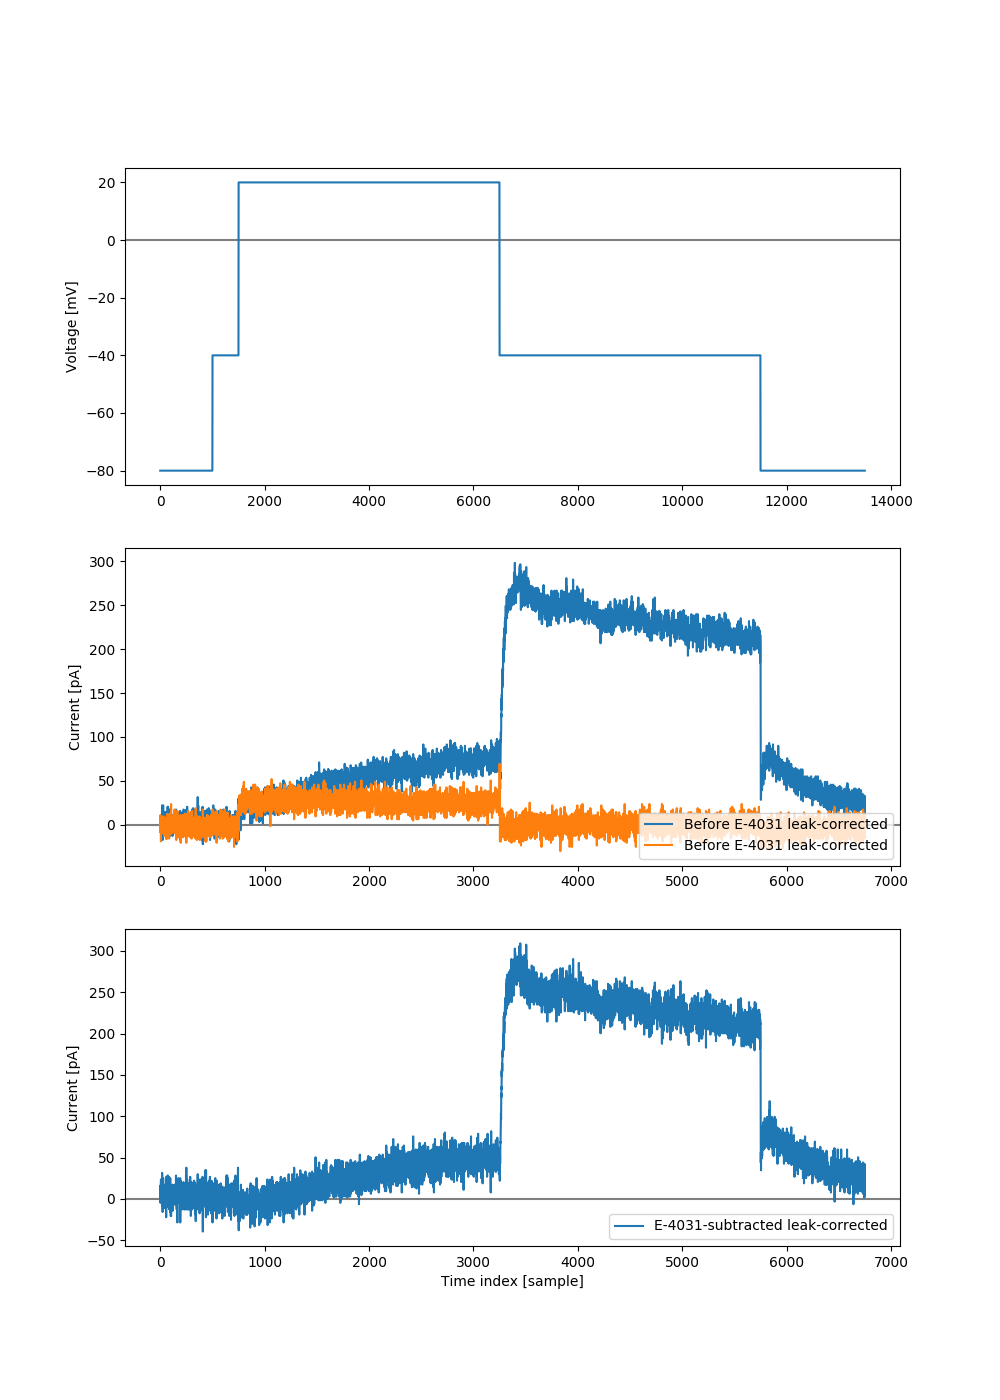 20
0
−20
−40
−60
−80
Voltage [mV]
0 2000 4000 6000 8000 10000 12000 14000
300
250
200
150
100
50
0
Current [pA]
Before E-4031 leak-corrected
Before E-4031 leak-corrected
0 1000 2000 3000 4000 5000 6000 7000
300
250
200
150
100
50
0
−50
Current [pA]
E-4031-subtracted leak-corrected
0 1000 2000 3000 4000 5000 6000 7000
Time index [sample]